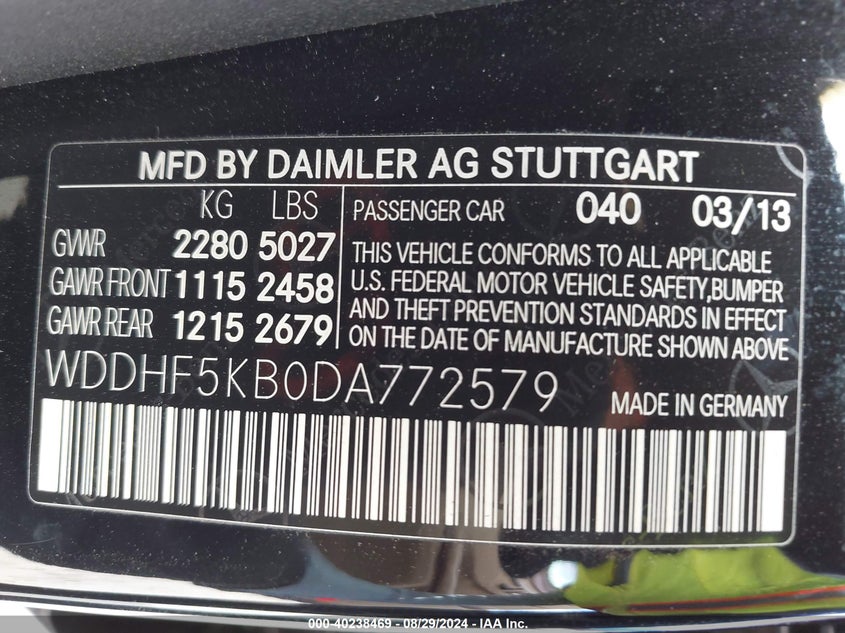 MFD BY DAIMLER AG STUTTGART
KG LBS
GVWR 2280 5027
GAWR FRONT 1115 2458
GAWR REAR 1215 2679
PASSENGER CAR 040 03/13
THIS VEHICLE CONFORMS TO ALL APPLICABLE
U.S. FEDERAL MOTOR VEHICLE SAFETY,BUMPER
AND THEFT PREVENTION STANDARDS IN EFFECT
ON THE DATE OF MANUFACTURE SHOWN ABOVE
WDDHF5KB0DA772579
MADE IN GERMANY
000-40238469 - 08/29/2024 - IAA Inc.